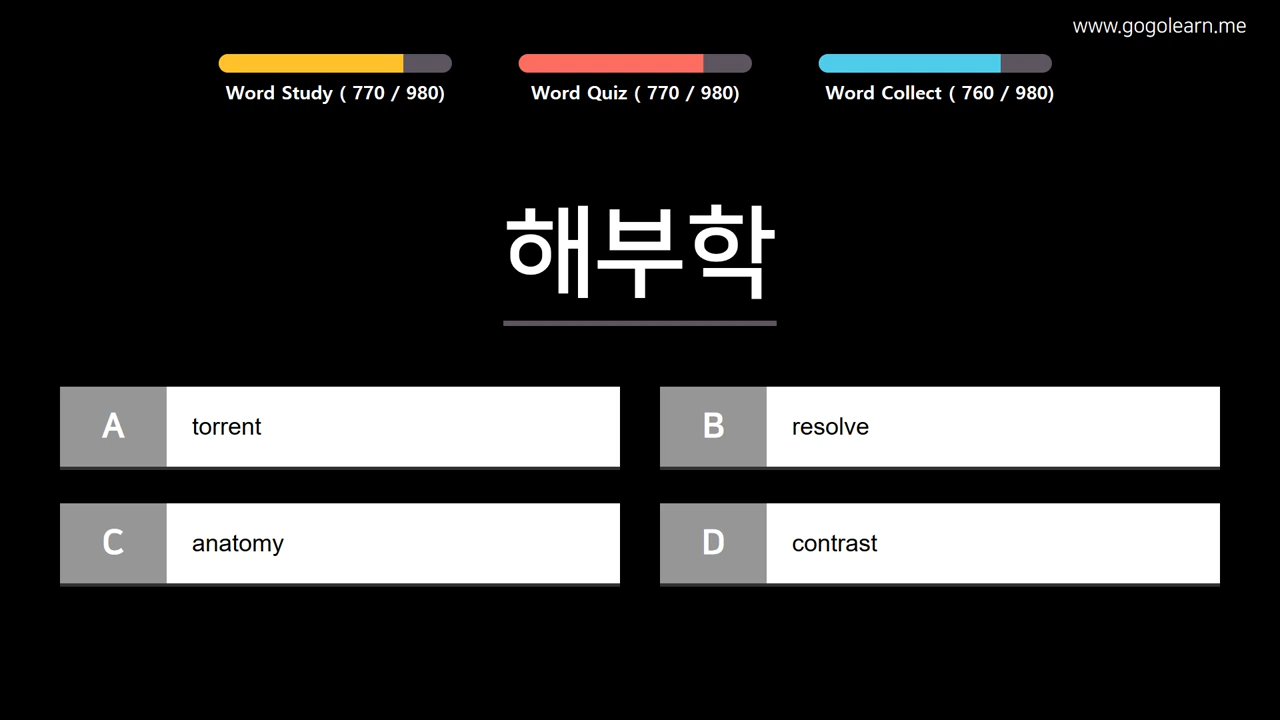 www.gogolearn.me
Word Study ( 770 / 980)
Word Quiz ( 770 / 980)
Word Collect ( 760 / 980)
해부학
A torrent
B resolve
C anatomy
D contrast